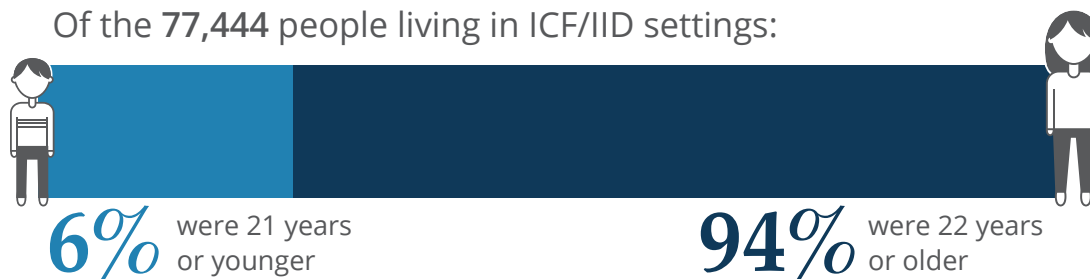 Of the 77,444 people living in ICF/IID settings:
6% were 21 years
or younger
94% were 22 years
or older